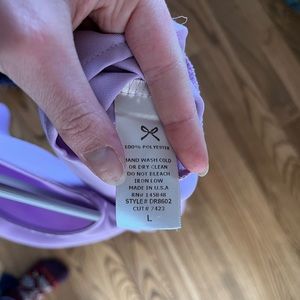 100% POLYESTER
HAND WASH COLD
OR DRY CLEAN
DO NOT BLEACH
IRON LOW
MADE IN U.S.A
RN# 145848
STYLE# DR8602
CUT# 7423
L